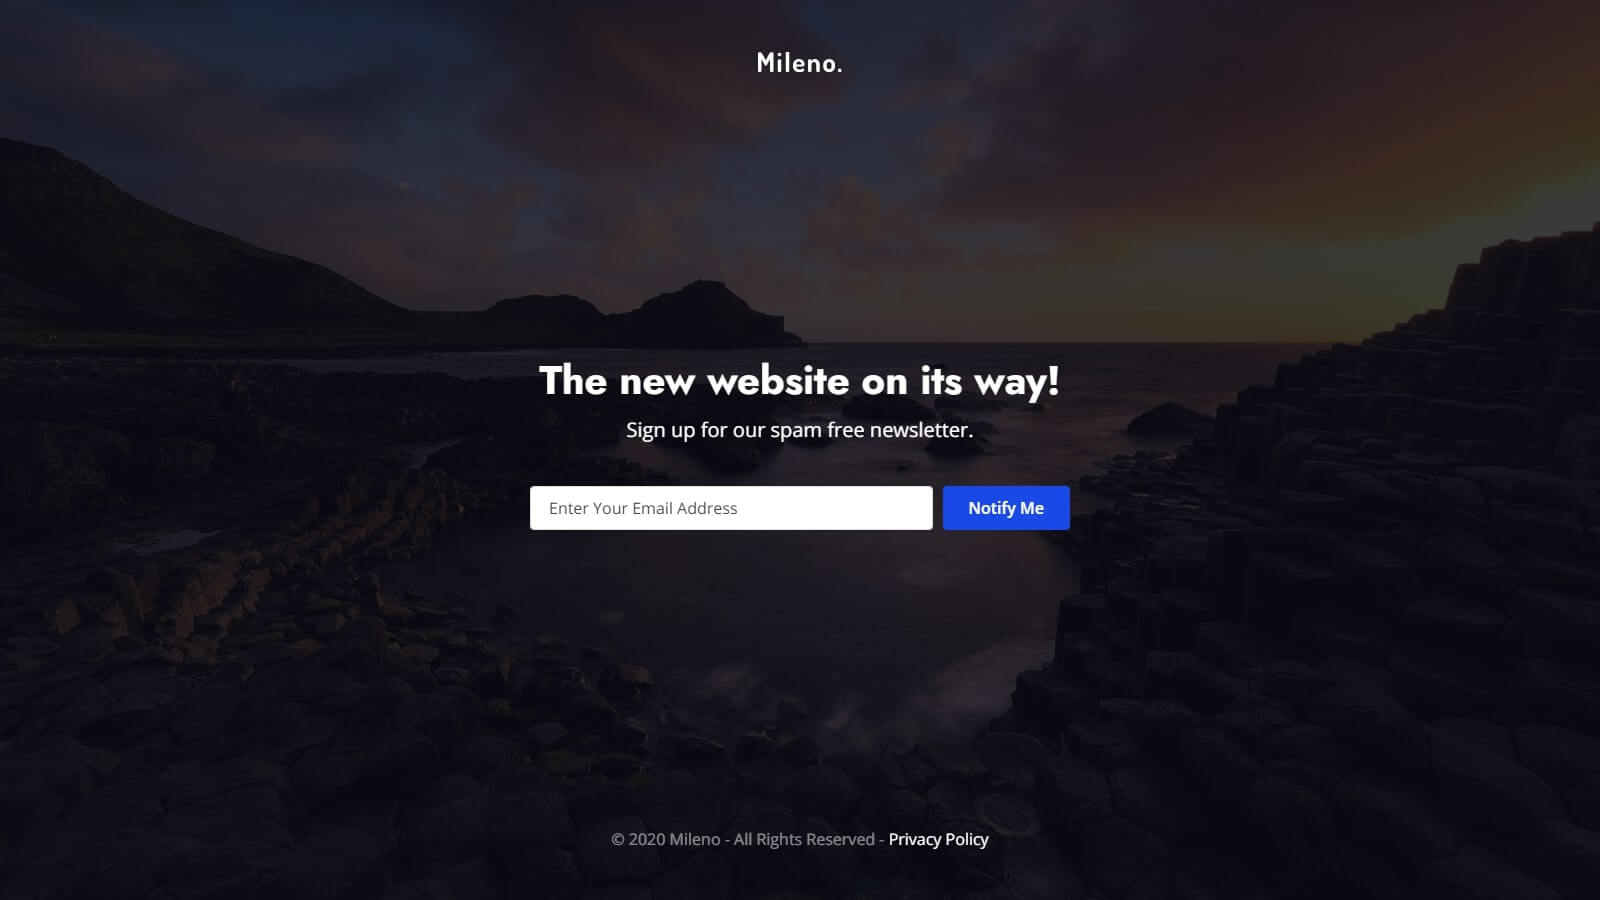 Mileno.
The new website on its way!
Sign up for our spam free newsletter.
Enter Your Email Address
Notify Me
© 2020 Mileno - All Rights Reserved - Privacy Policy